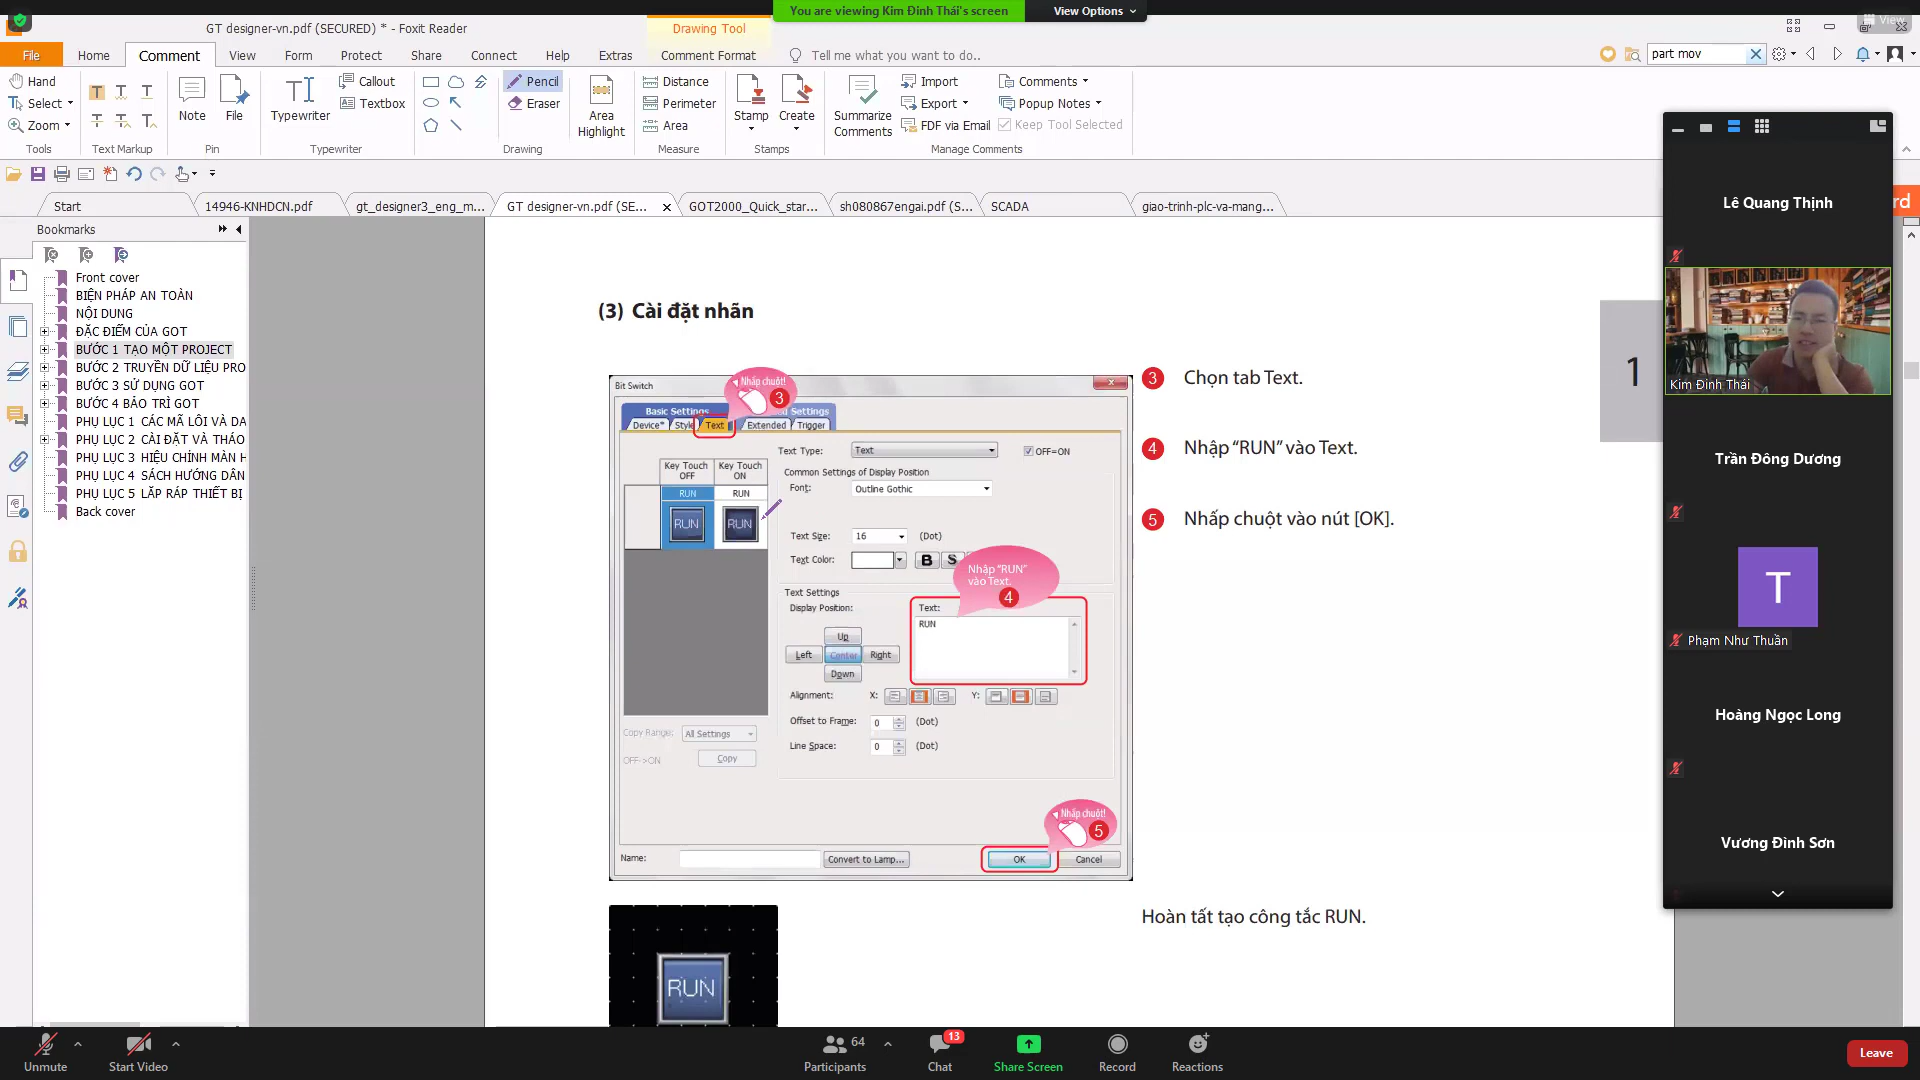 You are viewing Kim Đinh Thái's screen
View Options
View
GT designer-vn.pdf (SECURED) * - Foxit Reader
Drawing Tool
File
Home
Comment
View
Form
Protect
Share
Connect
Help
Extras
Comment Format
Tell me what you want to do..
part mov
Hand
Select
Zoom
Tools
Text Markup
Note
File
Pin
Typewriter
Callout
Textbox
Typewriter
Pencil
Eraser
Area Highlight
Drawing
Distance
Perimeter
Area
Measure
Stamp
Create
Stamps
Summarize Comments
Import
Export
FDF via Email
Comments
Popup Notes
Keep Tool Selected
Manage Comments
Start
14946-KNHDCN.pdf
gt_designer3_eng_m...
GT designer-vn.pdf (SE...
GOT2000_Quick_star...
sh080867engai.pdf (S...
SCADA
giao-trinh-plc-va-mang...
Bookmarks
Front cover
BIỆN PHÁP AN TOÀN
NỘI DUNG
ĐẶC ĐIỂM CỦA GOT
BƯỚC 1 TẠO MỘT PROJECT
BƯỚC 2 TRUYỀN DỮ LIỆU PRO
BƯỚC 3 SỬ DỤNG GOT
BƯỚC 4 BẢO TRÌ GOT
PHỤ LỤC 1 CÁC MÃ LỖI VÀ DA
PHỤ LỤC 2 CÀI ĐẶT VÀ THÁO
PHỤ LỤC 3 HIỆU CHỈNH MÀN H
PHỤ LỤC 4 SÁCH HƯỚNG DẪN
PHỤ LỤC 5 LẮP RÁP THIẾT BỊ
Back cover
(3) Cài đặt nhãn
1
Bit Switch
Nhấp chuột!
3
Basic Settings
Settings
Device*
Style
Text
Extended
Trigger
Text Type:
Text
OFF=ON
Key Touch OFF
Key Touch ON
RUN
RUN
RUN
RUN
Common Settings of Display Position
Font:
Outline Gothic
Text Size:
16
(Dot)
Text Color:
B
S
Nhập “RUN”
vào Text.
4
Text Settings
Display Position:
Text:
RUN
Up
Left
Center
Right
Down
Alignment:
X:
Y:
Offset to Frame:
0
(Dot)
Line Space:
0
(Dot)
Copy Range:
All Settings
OFF->ON
Copy
Nhấp chuột!
5
Name:
Convert to Lamp...
OK
Cancel
3 Chọn tab Text.
4 Nhập “RUN” vào Text.
5 Nhấp chuột vào nút [OK].
Hoàn tất tạo công tắc RUN.
RUN
Lê Quang Thịnh
Kim Đinh Thái
Trần Đông Dương
T
Phạm Như Thuần
Hoàng Ngọc Long
Vương Đình Sơn
Unmute
Start Video
Participants
64
Chat
13
Share Screen
Record
Reactions
Leave